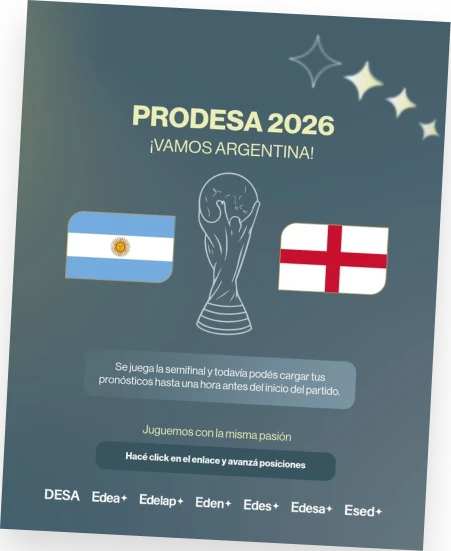 PRODESA 2026
¡VAMOS ARGENTINA!
Se juega la semifinal y todavía podés cargar tus
pronósticos hasta una hora antes del inicio del partido.
Juguemos con la misma pasión
Hacé click en el enlace y avanzá posiciones
DESA Edea Edelap Eden Edes Edesa Esed